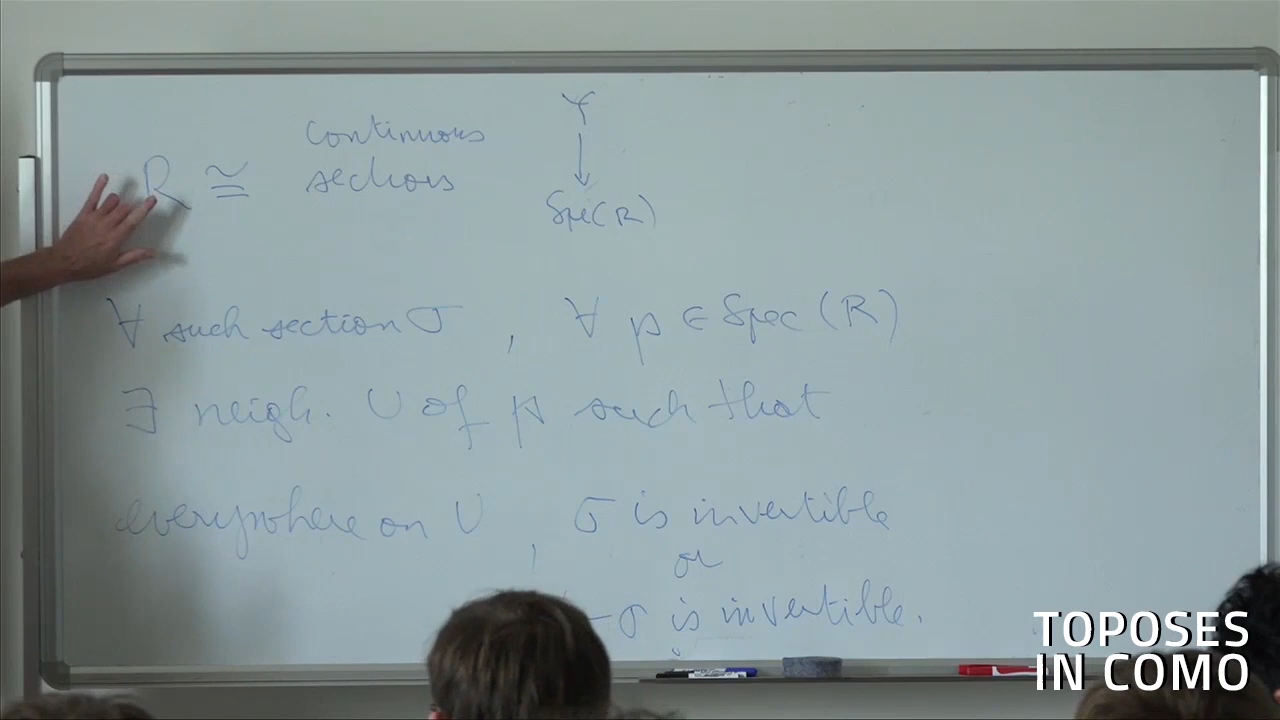 Y
continuous
R ≅ sections ↓
Spec(R)
∀ such section σ , ∀ p ∈ Spec(R)
∃ neigh. U of p such that
everywhere on U , σ is invertible
or
-σ is invertible.
TOPOSES
IN COMO